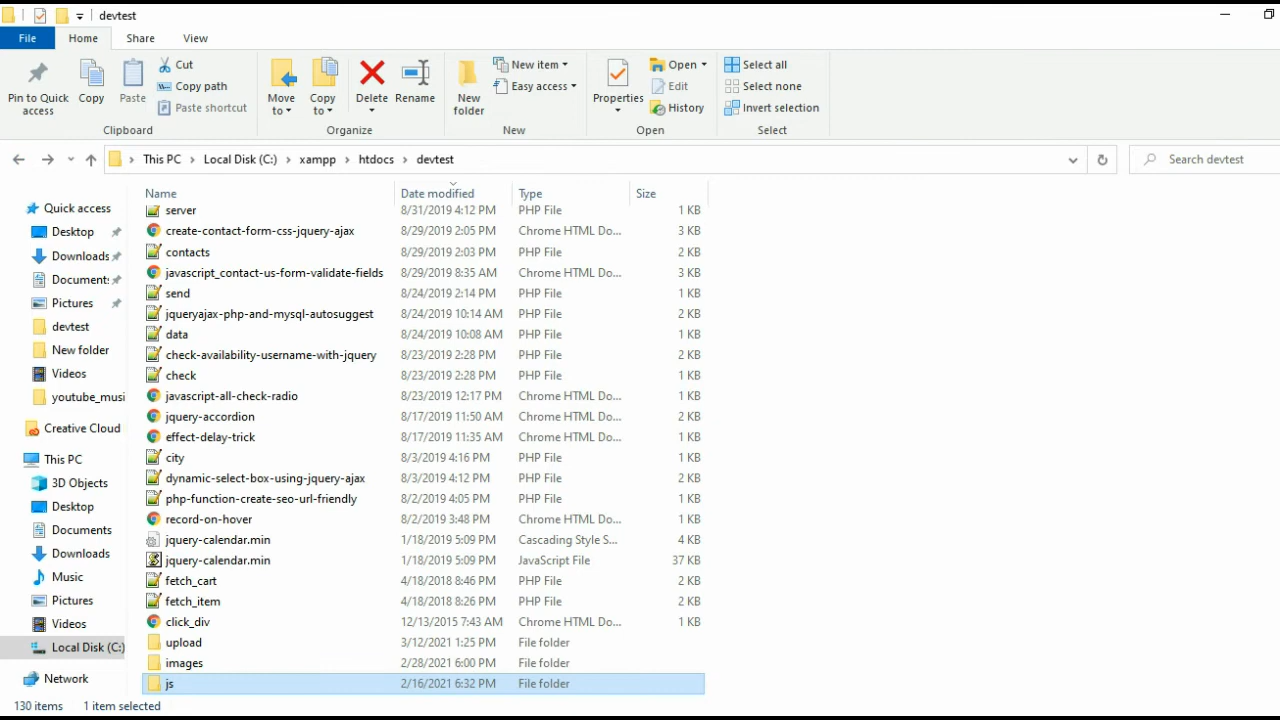 devtest
File Home Share View
Pin to Quick access
Copy
Paste
Cut
Copy path
Paste shortcut
Clipboard
Move to
Copy to
Delete
Rename
Organize
New folder
New item
Easy access
New
Properties
Open
Edit
History
Open
Select all
Select none
Invert selection
Select
This PC Local Disk (C:) xampp htdocs devtest
Search devtest
Quick access
Desktop
Downloads
Document:
Pictures
devtest
New folder
Videos
youtube_musi
Creative Cloud
This PC
3D Objects
Desktop
Documents
Downloads
Music
Pictures
Videos
Local Disk (C:)
Network
Name Date modified Type Size
server 8/31/2019 4:12 PM PHP File 1 KB
create-contact-form-css-jquery-ajax 8/29/2019 2:05 PM Chrome HTML Do... 3 KB
contacts 8/29/2019 2:03 PM PHP File 2 KB
javascript_contact-us-form-validate-fields 8/29/2019 8:35 AM Chrome HTML Do... 3 KB
send 8/24/2019 2:14 PM PHP File 1 KB
jqueryajax-php-and-mysql-autosuggest 8/24/2019 10:14 AM PHP File 2 KB
data 8/24/2019 10:08 AM PHP File 1 KB
check-availability-username-with-jquery 8/23/2019 2:28 PM PHP File 2 KB
check 8/23/2019 2:28 PM PHP File 1 KB
javascript-all-check-radio 8/23/2019 12:17 PM Chrome HTML Do... 1 KB
jquery-accordion 8/17/2019 11:50 AM Chrome HTML Do... 2 KB
effect-delay-trick 8/17/2019 11:35 AM Chrome HTML Do... 1 KB
city 8/3/2019 4:16 PM PHP File 1 KB
dynamic-select-box-using-jquery-ajax 8/3/2019 4:12 PM PHP File 2 KB
php-function-create-seo-url-friendly 8/2/2019 4:05 PM PHP File 1 KB
record-on-hover 8/2/2019 3:48 PM Chrome HTML Do... 1 KB
jquery-calendar.min 1/18/2019 5:09 PM Cascading Style S... 4 KB
jquery-calendar.min 1/18/2019 5:09 PM JavaScript File 37 KB
fetch_cart 4/18/2018 8:46 PM PHP File 2 KB
fetch_item 4/18/2018 8:26 PM PHP File 2 KB
click_div 12/13/2015 7:43 AM Chrome HTML Do... 1 KB
upload 3/12/2021 1:25 PM File folder
images 2/28/2021 6:00 PM File folder
js 2/16/2021 6:32 PM File folder
130 items 1 item selected